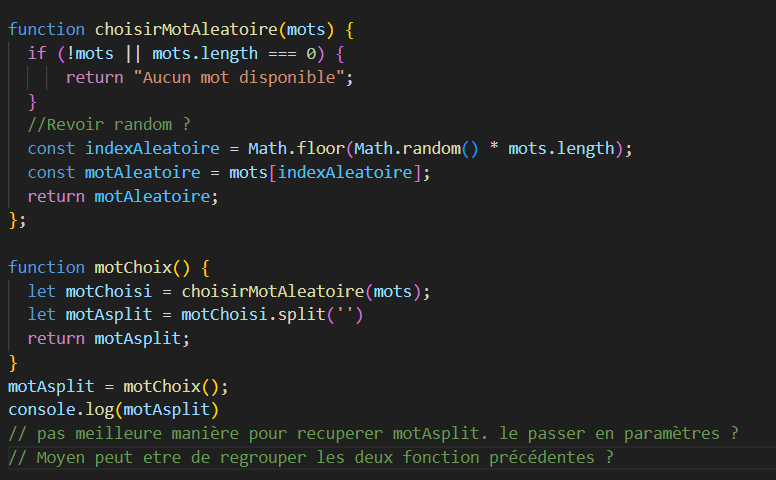 function choisirMotAleatoire(mots) {
if (!mots || mots.length === 0) {
return "Aucun mot disponible";
}
//Revoir random ?
const indexAleatoire = Math.floor(Math.random() * mots.length);
const motAleatoire = mots[indexAleatoire];
return motAleatoire;
};
function motChoix() {
let motChoisi = choisirMotAleatoire(mots);
let motAsplit = motChoisi.split('')
return motAsplit;
}
motAsplit = motChoix();
console.log(motAsplit)
// pas meilleure manière pour recuperer motAsplit. le passer en paramètres ?
// Moyen peut etre de regrouper les deux fonction précédentes ?